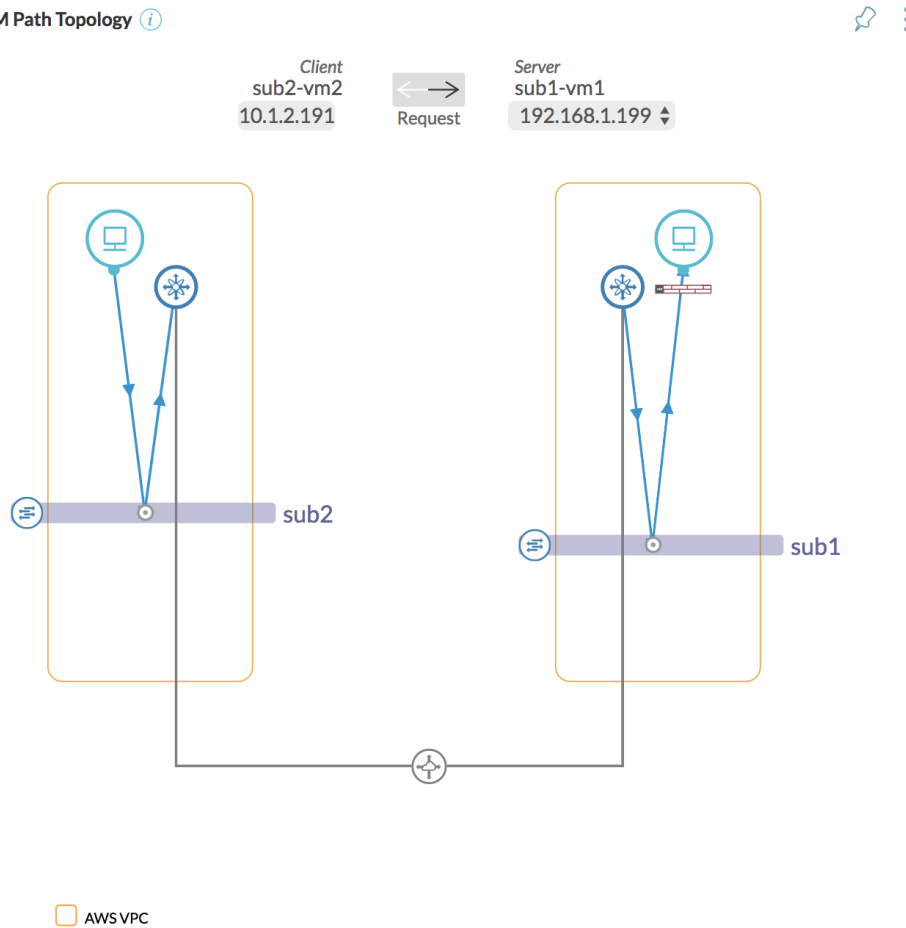 M Path Topology i
Client
sub2-vm2
10.1.2.191
Request
Server
sub1-vm1
192.168.1.199
sub2
sub1
AWS VPC